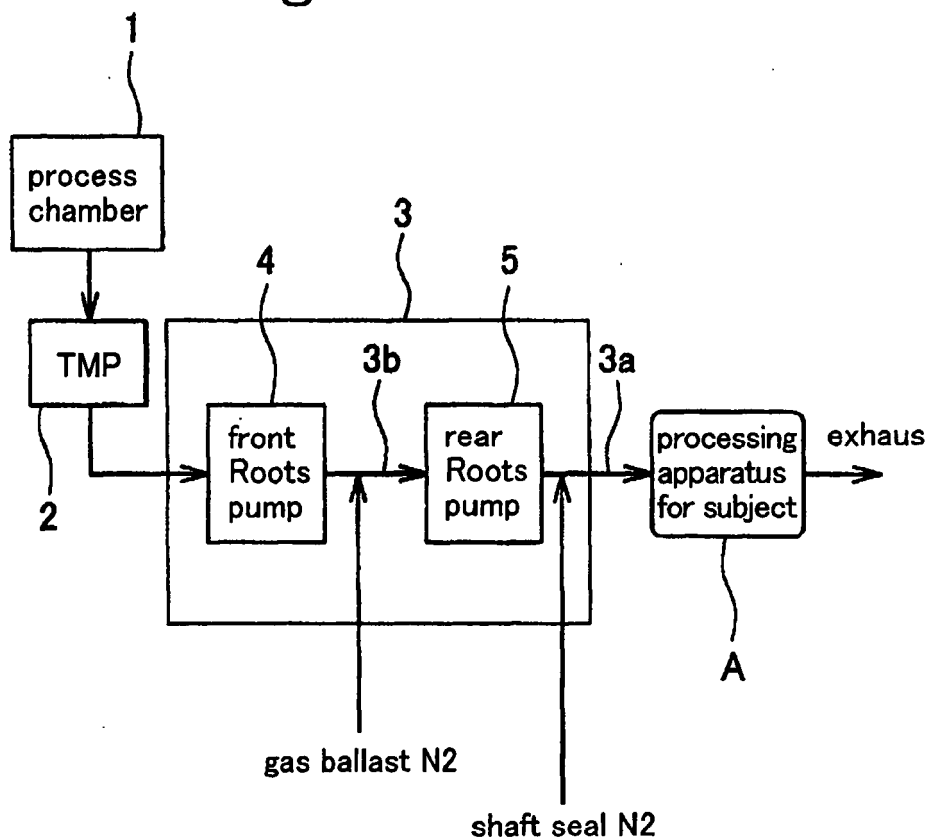 1
process
chamber
3
4
5
TMP
3b
3a
front
Roots
pump
rear
Roots
pump
processing
apparatus
for subject
exhaus
2
A
gas ballast N2
shaft seal N2